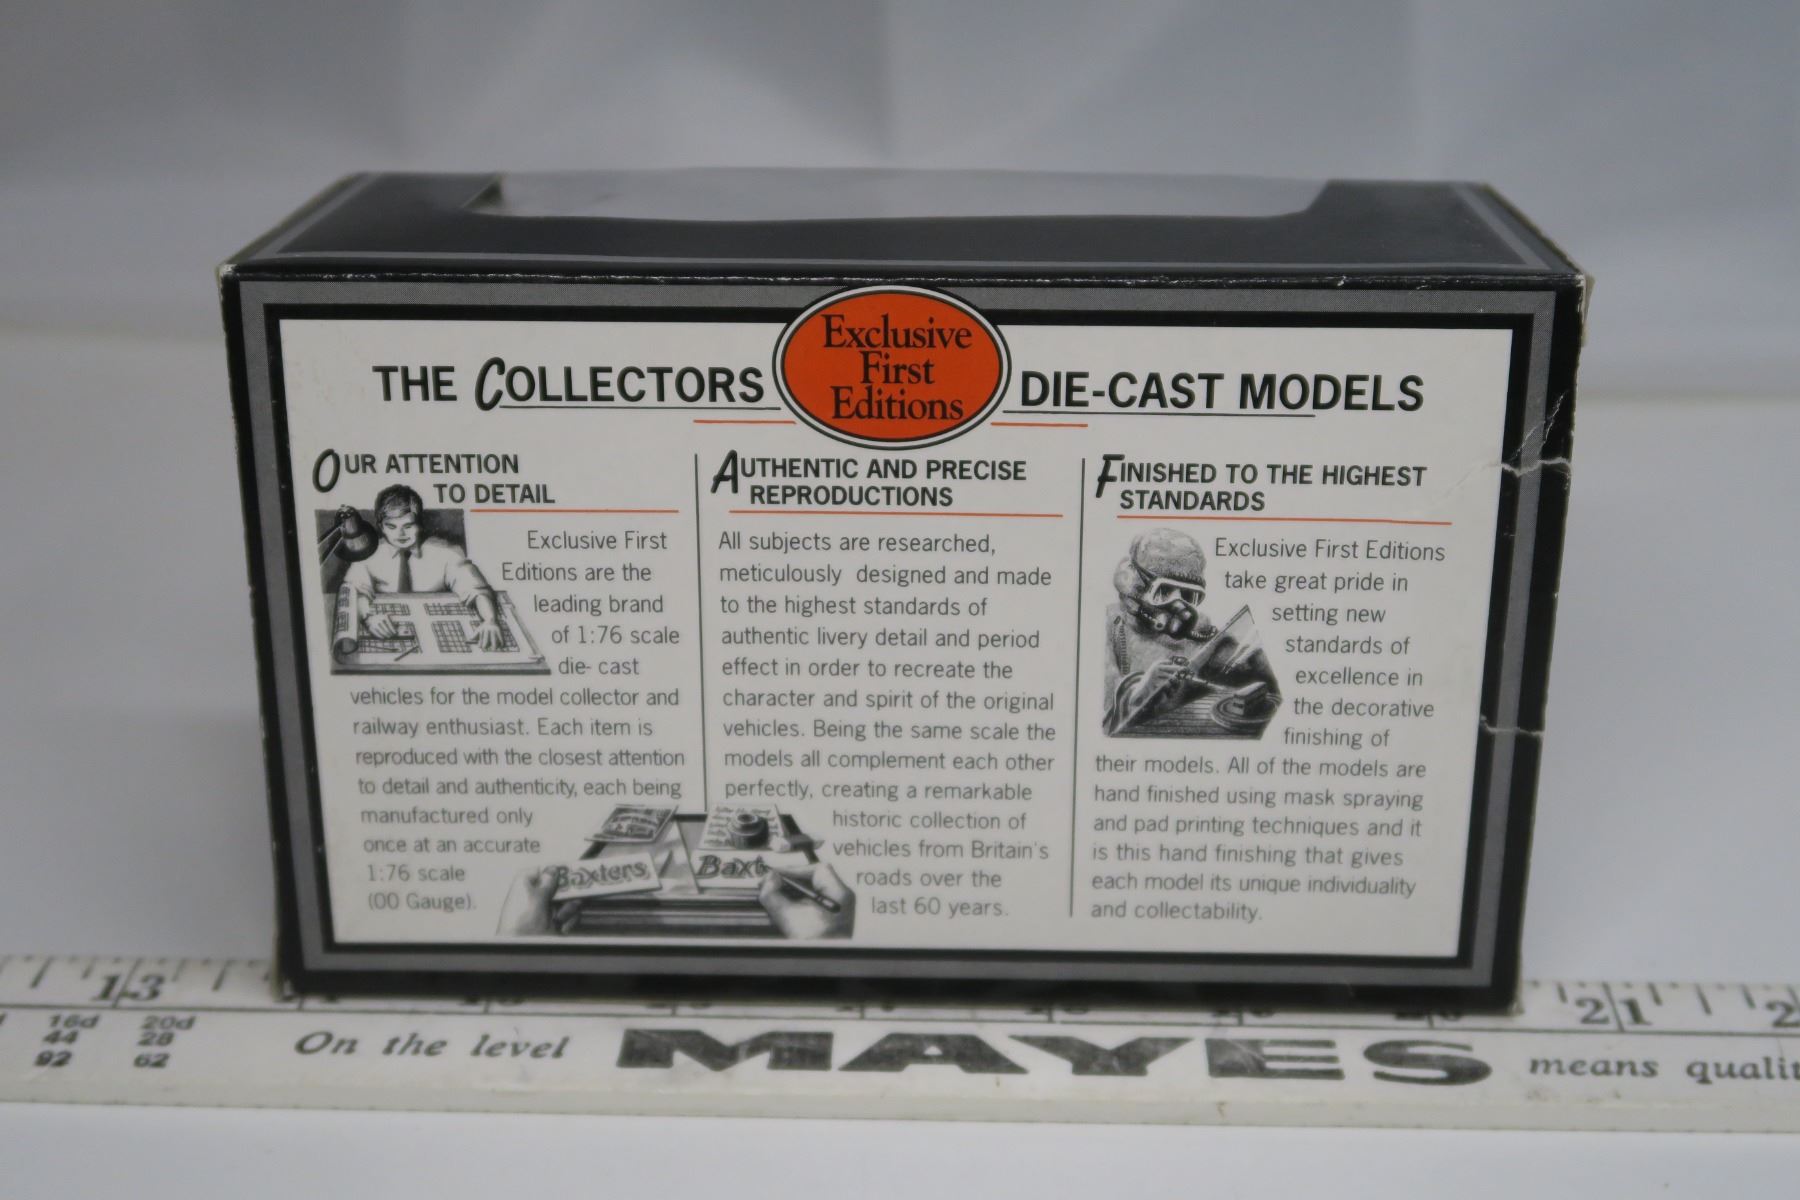 THE COLLECTORS
Exclusive
First
Editions
DIE-CAST MODELS
OUR ATTENTION
TO DETAIL
Exclusive First
Editions are the
leading brand
of 1:76 scale
die- cast
vehicles for the model collector and
railway enthusiast. Each item is
reproduced with the closest attention
to detail and authenticity, each being
manufactured only
once at an accurate
1:76 scale
(00 Gauge).
AUTHENTIC AND PRECISE
REPRODUCTIONS
All subjects are researched,
meticulously designed and made
to the highest standards of
authentic livery detail and period
effect in order to recreate the
character and spirit of the original
vehicles. Being the same scale the
models all complement each other
perfectly, creating a remarkable
historic collection of
vehicles from Britain's
roads over the
last 60 years.
Baxters
Baxt
FINISHED TO THE HIGHEST
STANDARDS
Exclusive First Editions
take great pride in
setting new
standards of
excellence in
the decorative
finishing of
their models. All of the models are
hand finished using mask spraying
and pad printing techniques and it
is this hand finishing that gives
each model its unique individuality
and collectability.
13 21 2
16d 20d
44 28
92 62
On the level MAYES means qualit